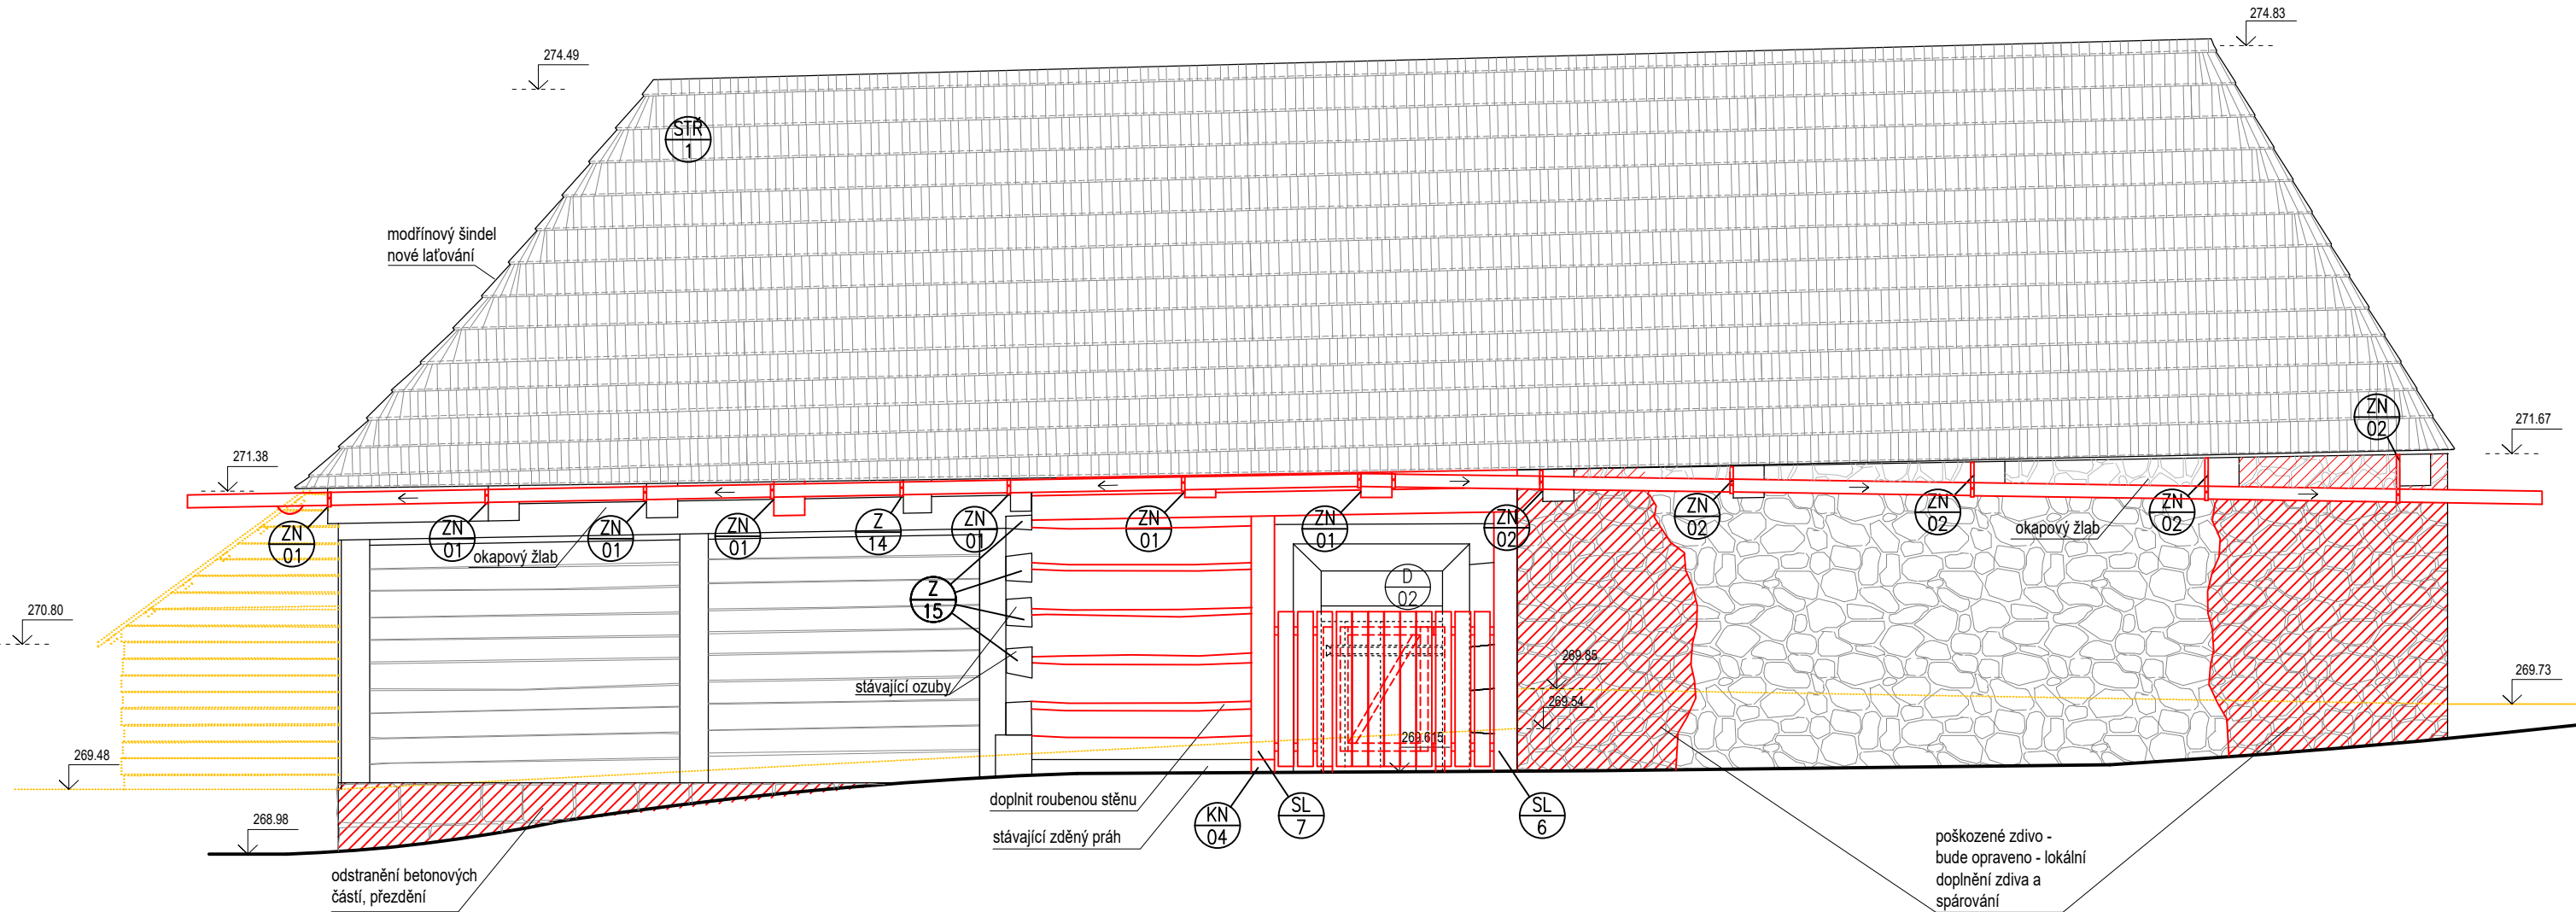 274.83
274.49
STŘ
1
modřínový šindel
nové laťování
ZN
02
271.67
271.38
ZN
01
ZN
01
ZN
01
ZN
01
Z
14
ZN
01
ZN
01
ZN
01
ZN
02
ZN
02
ZN
02
ZN
02
okapový žlab
okapový žlab
D
02
Z
15
270.80
269.85
269.73
stávající ozuby
269.54
269.615
269.48
268.98
doplnit roubenou stěnu
stávající zděný práh
KN
04
SL
7
SL
6
odstranění betonových
částí, přezdění
poškozené zdivo -
bude opraveno - lokální
doplnění zdiva a
spárování